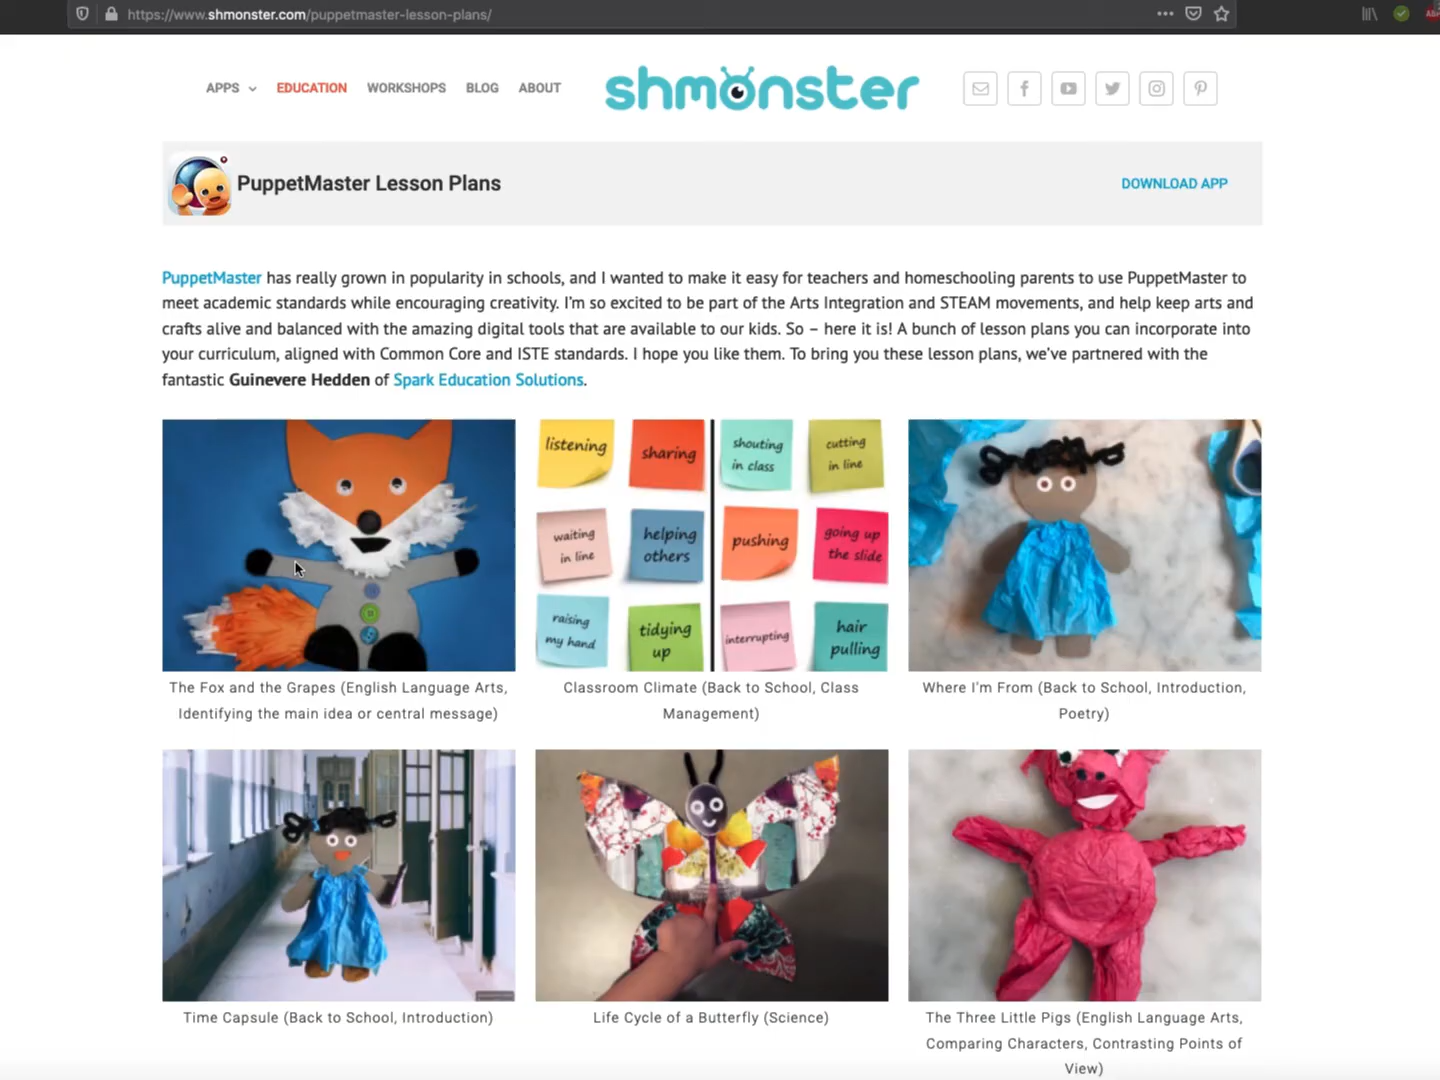 https://www.shmonster.com/puppetmaster-lesson-plans/
APPS EDUCATION WORKSHOPS BLOG ABOUT
shmonster
PuppetMaster Lesson Plans
DOWNLOAD APP
PuppetMaster has really grown in popularity in schools, and I wanted to make it easy for teachers and homeschooling parents to use PuppetMaster to
meet academic standards while encouraging creativity. I'm so excited to be part of the Arts Integration and STEAM movements, and help keep arts and
crafts alive and balanced with the amazing digital tools that are available to our kids. So – here it is! A bunch of lesson plans you can incorporate into
your curriculum, aligned with Common Core and ISTE standards. I hope you like them. To bring you these lesson plans, we've partnered with the
fantastic Guinevere Hedden of Spark Education Solutions.
listening
sharing
shouting
in class
cutting
in line
waiting
in line
helping
others
pushing
going up
the slide
raising
my hand
tidying
up
interrupting
hair
pulling
The Fox and the Grapes (English Language Arts,
Identifying the main idea or central message)
Classroom Climate (Back to School, Class
Management)
Where I'm From (Back to School, Introduction,
Poetry)
Time Capsule (Back to School, Introduction)
Life Cycle of a Butterfly (Science)
The Three Little Pigs (English Language Arts,
Comparing Characters, Contrasting Points of
View)